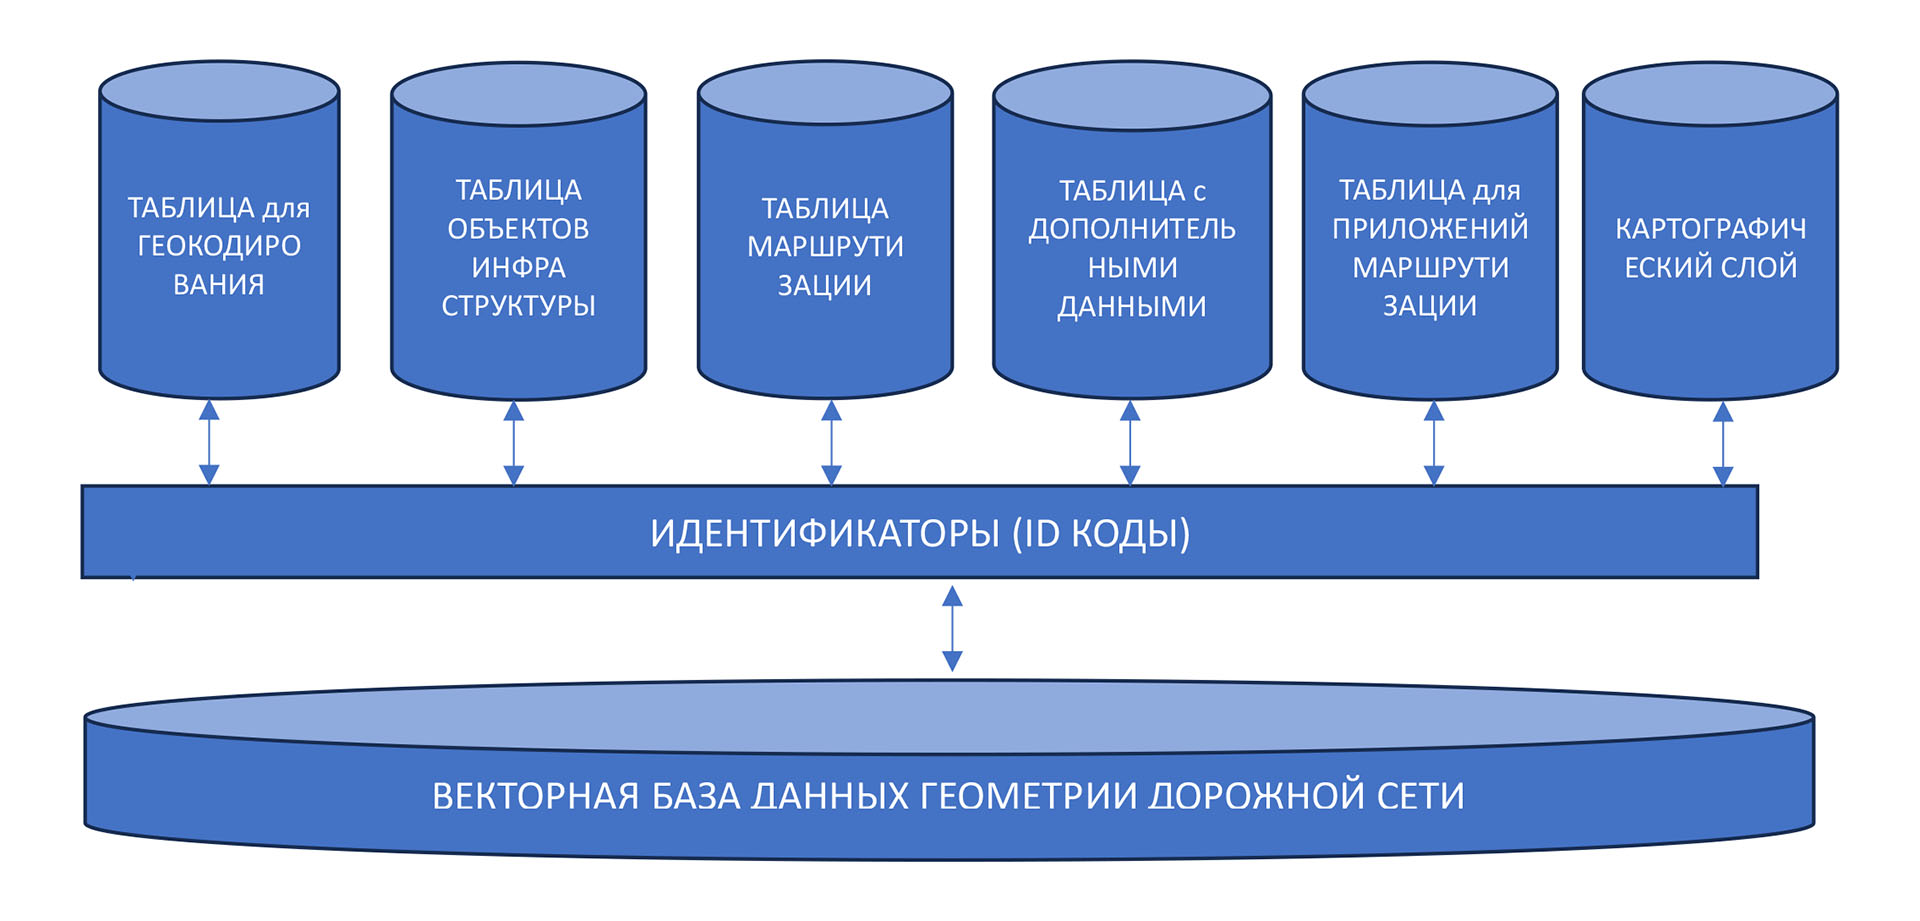 ТАБЛИЦА для
ГЕОКОДИРО
ВАНИЯ
ТАБЛИЦА
ОБЪЕКТОВ
ИНФРА
СТРУКТУРЫ
ТАБЛИЦА
МАРШРУТИ
ЗАЦИИ
ТАБЛИЦА с
ДОПОЛНИТЕЛЬ
НЫМИ
ДАННЫМИ
ТАБЛИЦА для
ПРИЛОЖЕНИЙ
МАРШРУТИ
ЗАЦИИ
КАРТОГРАФИЧ
ЕСКИЙ СЛОЙ
ИДЕНТИФИКАТОРЫ (ID КОДЫ)
ВЕКТОРНАЯ БАЗА ДАННЫХ ГЕОМЕТРИИ ДОРОЖНОЙ СЕТИ